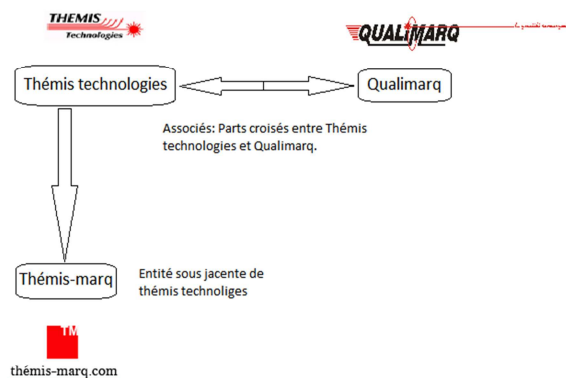 THEMIS
Technologies
QUALIMARQ
Thémis technologies
Qualimarq
Associés: Parts croisés entre Thémis
technologies et Qualimarq.
Thémis-marq
Entité sous jacente de
thémis technoliges
TM
thémis-marq.com